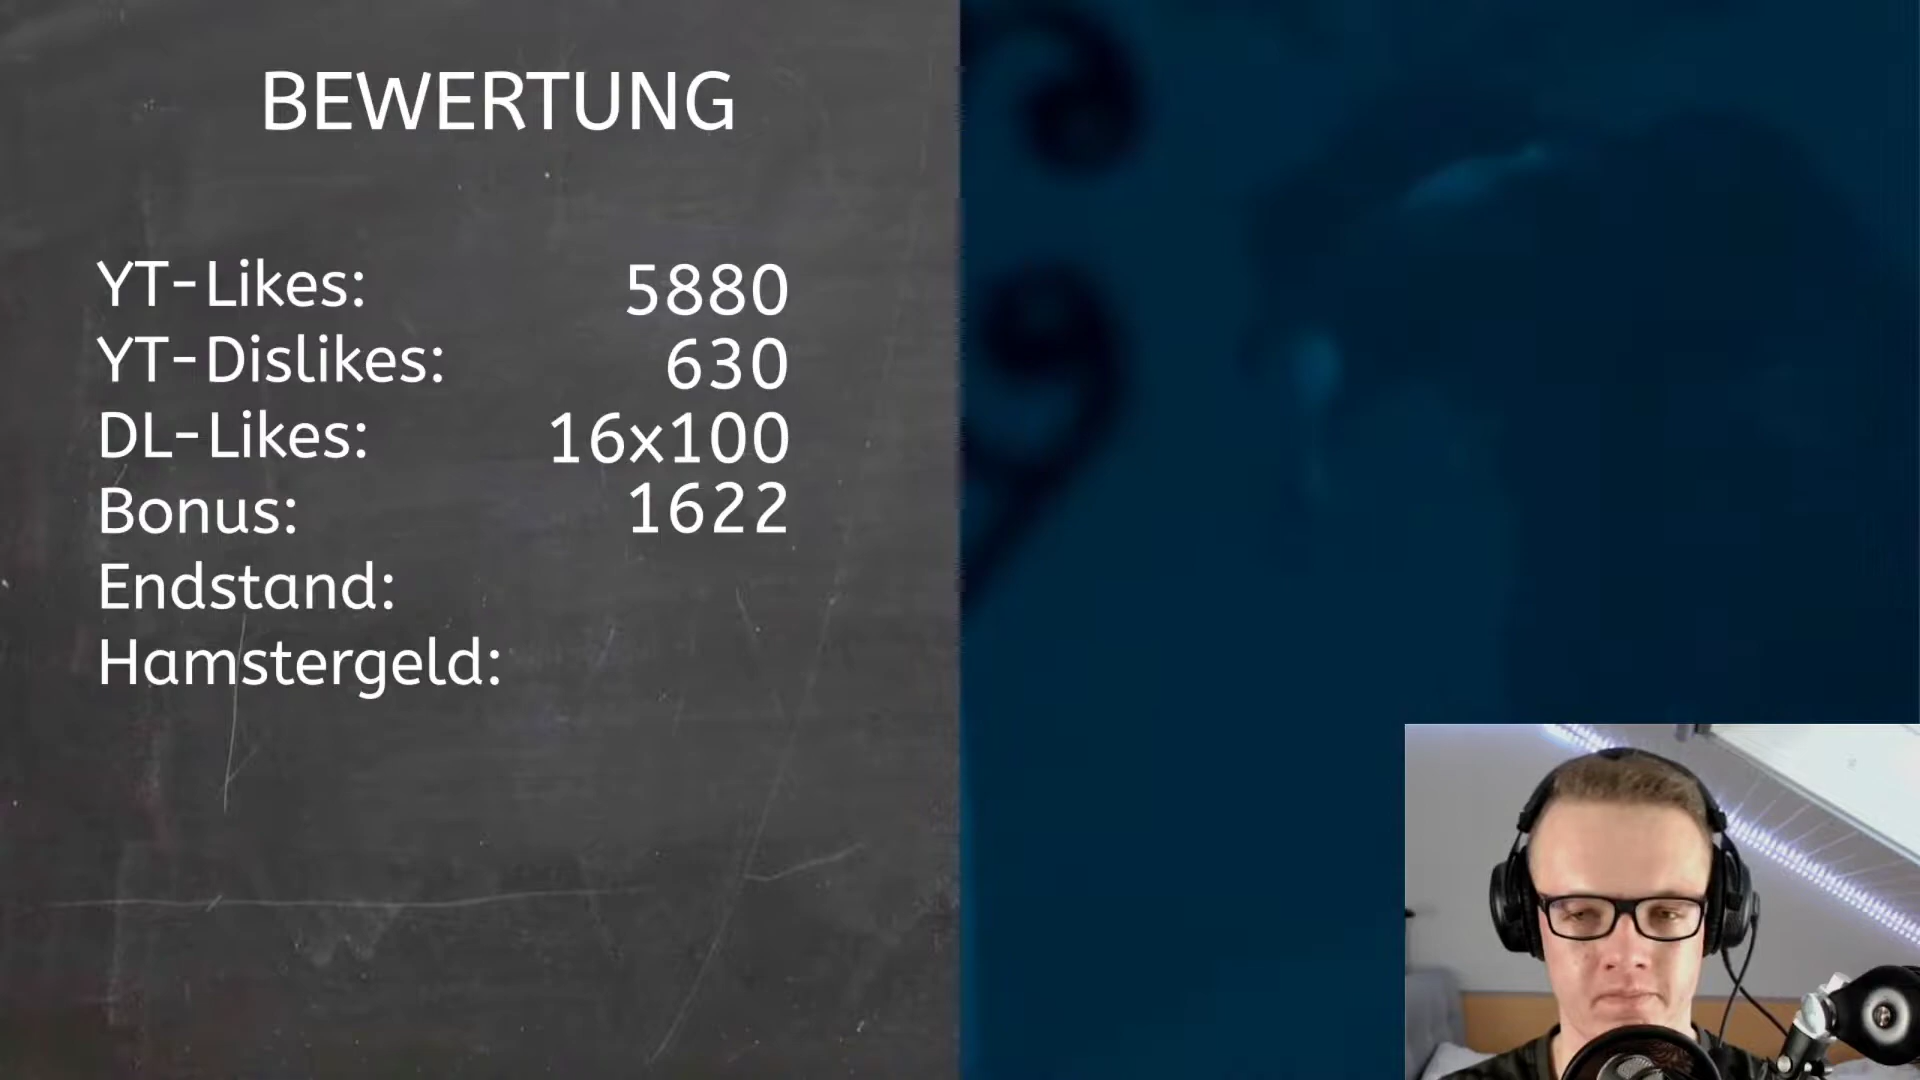 BEWERTUNG
YT-Likes: 5880
YT-Dislikes: 630
DL-Likes: 16x100
Bonus: 1622
Endstand:
Hamstergeld: